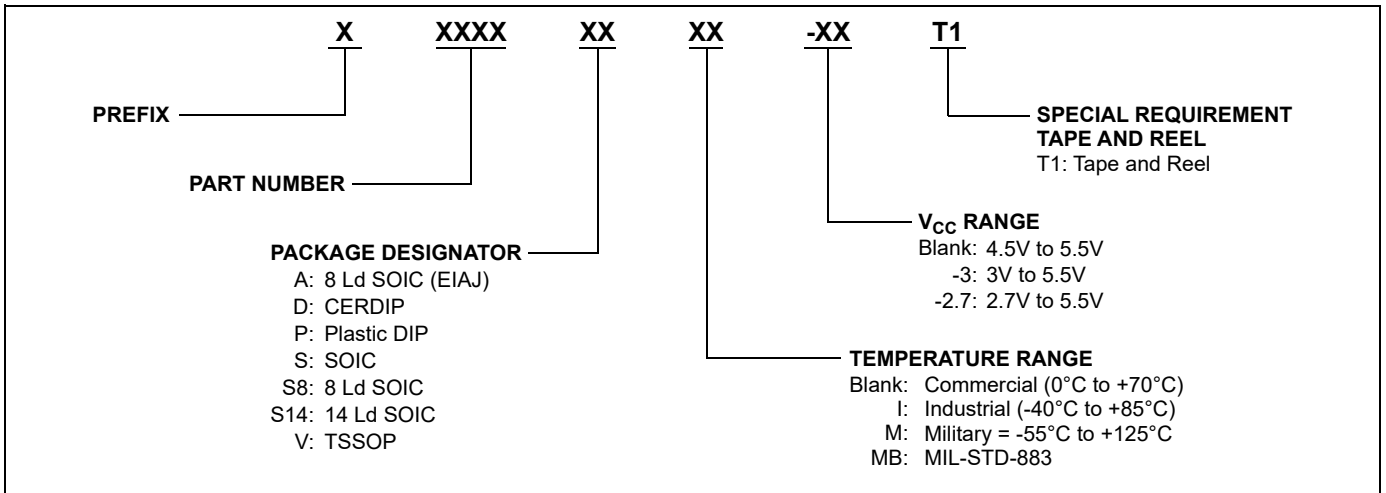 X XXXX XX XX -XX T1
PREFIX
SPECIAL REQUIREMENT
TAPE AND REEL
T1: Tape and Reel
PART NUMBER
VCC RANGE
Blank: 4.5V to 5.5V
-3: 3V to 5.5V
-2.7: 2.7V to 5.5V
PACKAGE DESIGNATOR
A: 8 Ld SOIC (EIAJ)
D: CERDIP
P: Plastic DIP
S: SOIC
S8: 8 Ld SOIC
S14: 14 Ld SOIC
V: TSSOP
TEMPERATURE RANGE
Blank: Commercial (0°C to +70°C)
I: Industrial (-40°C to +85°C)
M: Military = -55°C to +125°C
MB: MIL-STD-883